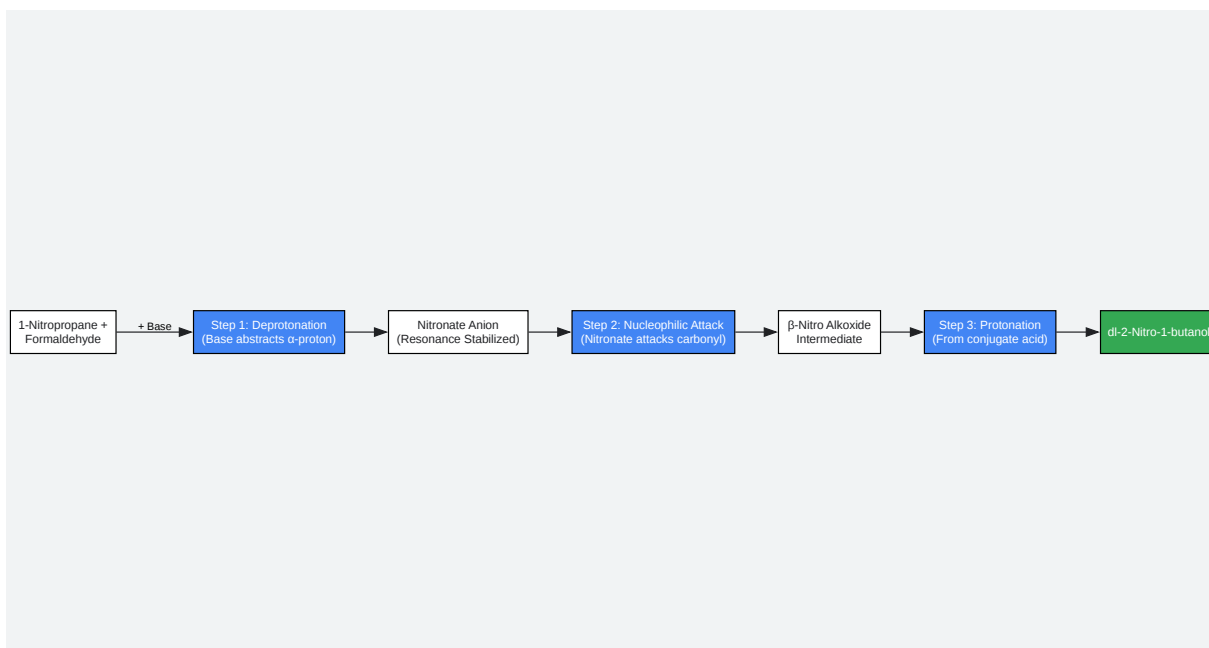 1-Nitropropane +
Formaldehyde
+ Base
Step 1: Deprotonation
(Base abstracts α-proton)
Nitronate Anion
(Resonance Stabilized)
Step 2: Nucleophilic Attack
(Nitronate attacks carbonyl)
β-Nitro Alkoxide
Intermediate
Step 3: Protonation
(From conjugate acid)
dl-2-Nitro-1-butanol